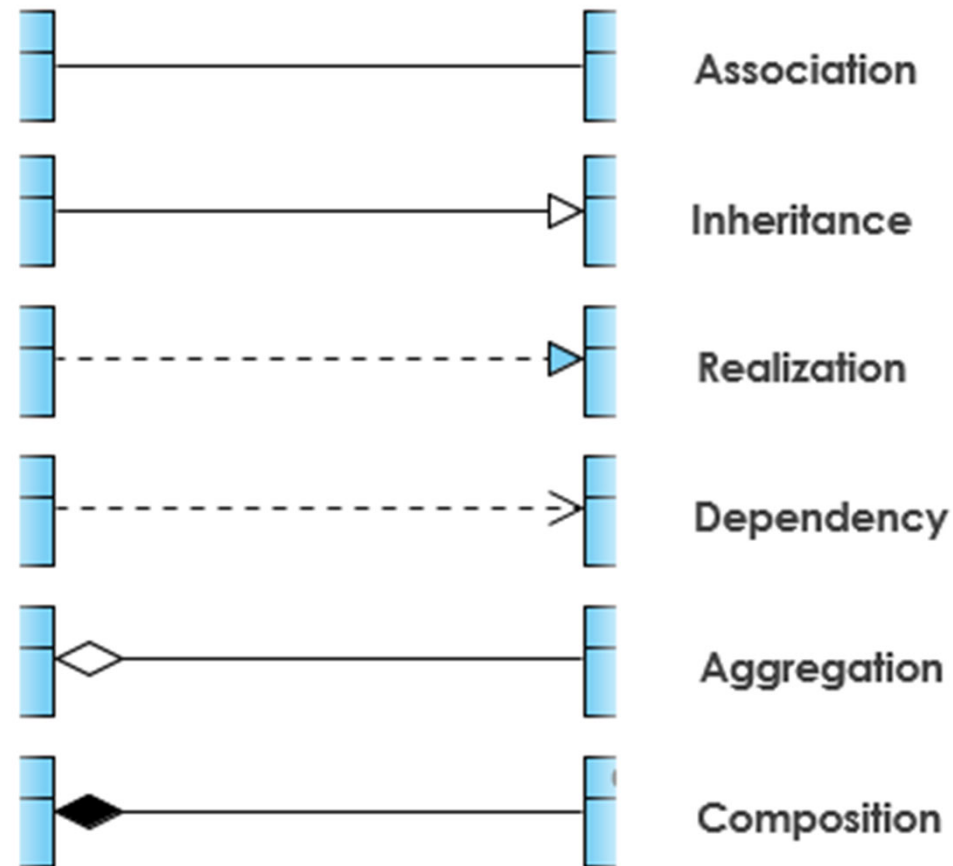 Association
Inheritance
Realization
Dependency
Aggregation
Composition